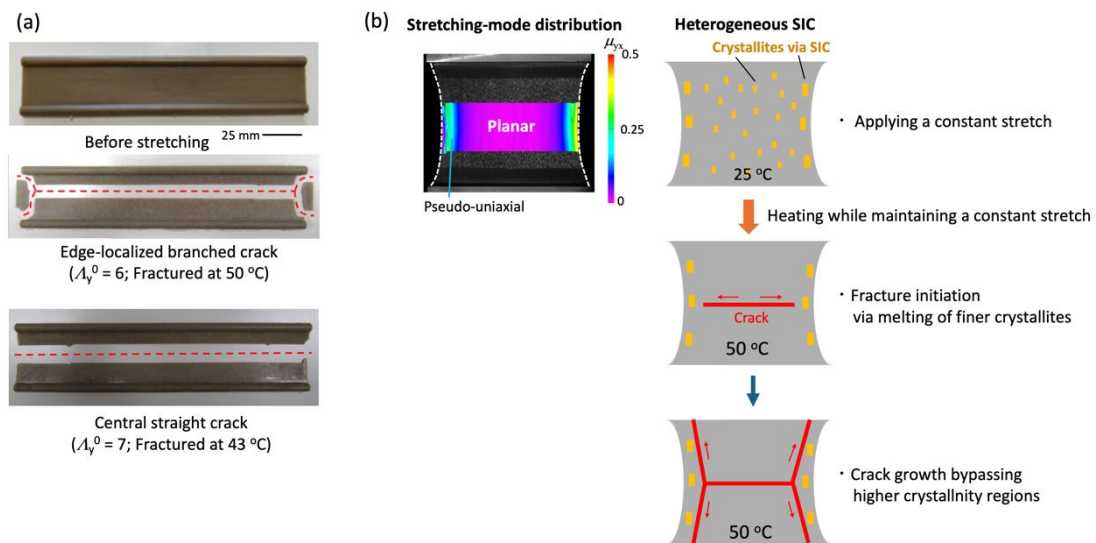 (a)
Before stretching
25 mm
Edge-localized branched crack
(Λy⁰ = 6; Fractured at 50 °C)
Central straight crack
(Λy⁰ = 7; Fractured at 43 °C)
(b)
Stretching-mode distribution
μyx
0.5
0.25
0
Planar
Pseudo-uniaxial
Heterogeneous SIC
Crystallites via SIC
25 °C
・ Applying a constant stretch
Heating while maintaining a constant stretch
Crack
50 °C
・ Fracture initiation
via melting of finer crystallites
50 °C
・ Crack growth bypassing
higher crystallnity regions